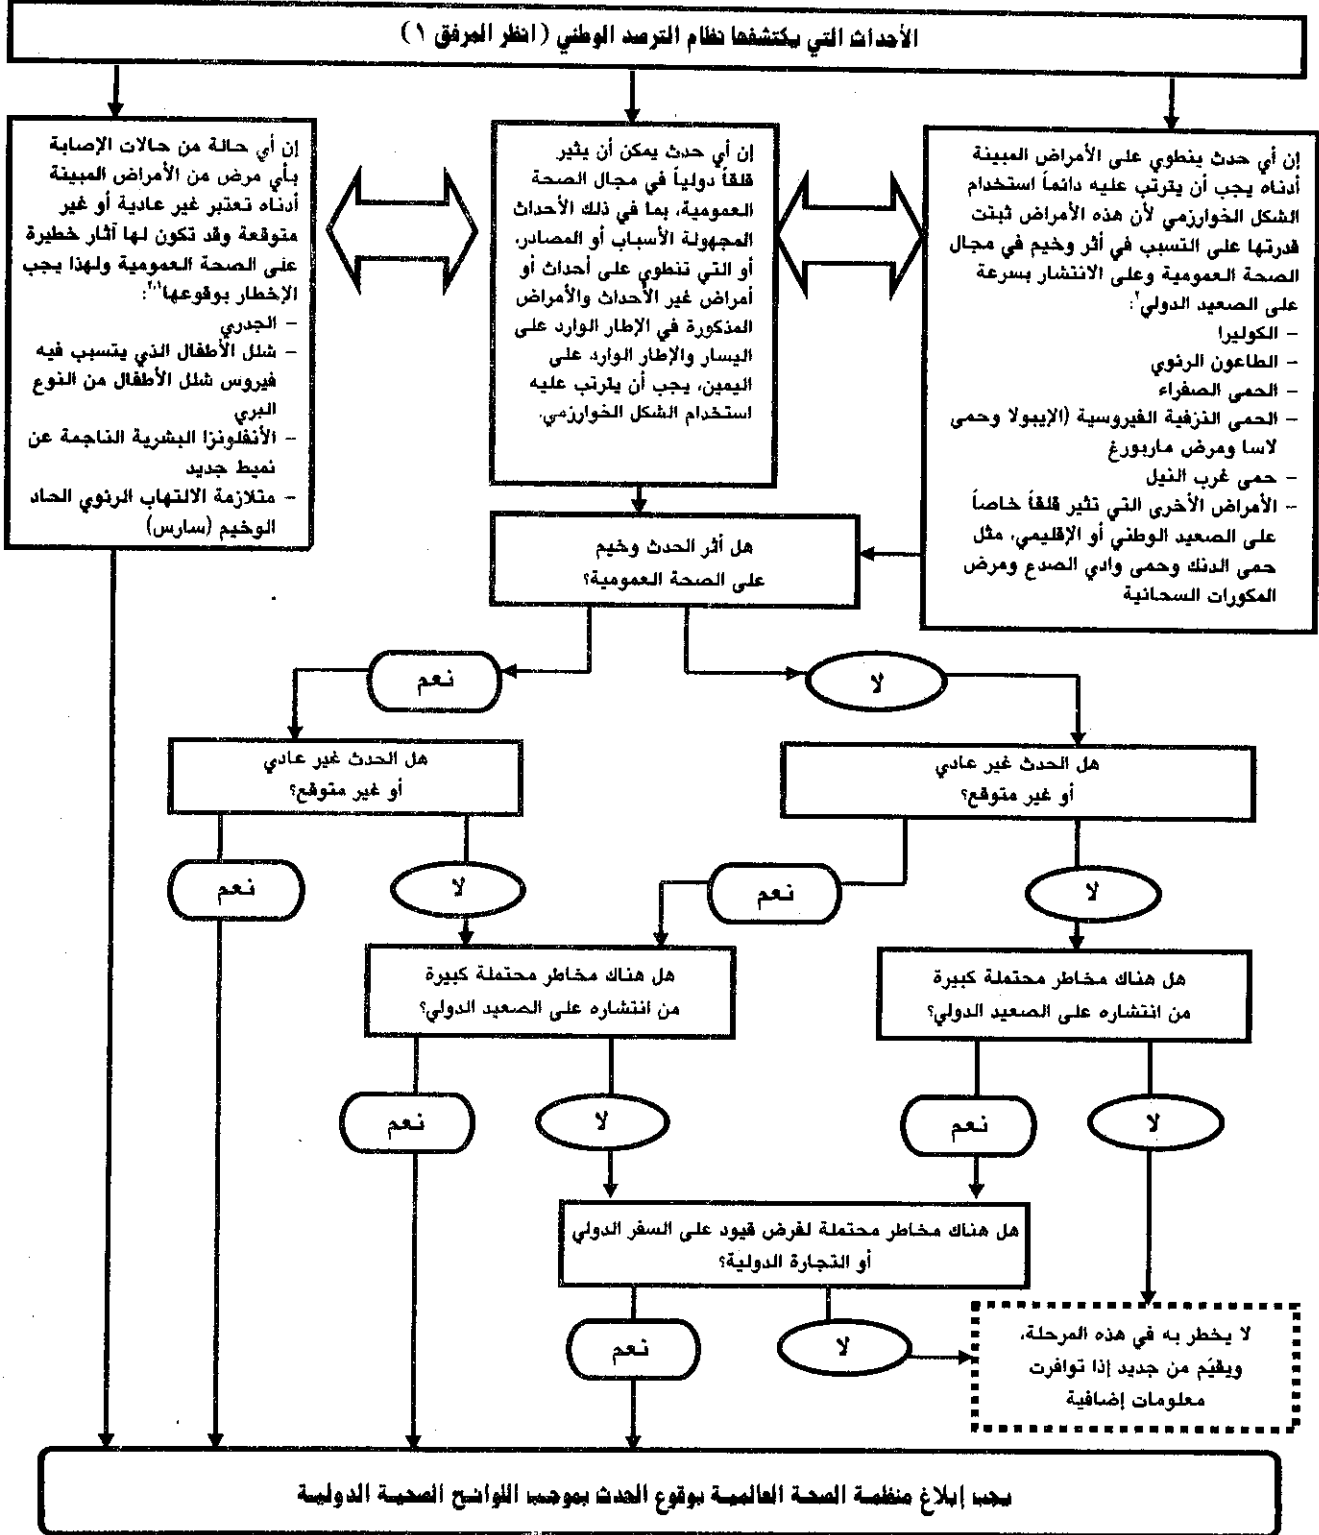 الأحداث التي يكتشفها نظام الترصد الوطني (انظر المرفق ١)
إن أي حدث ينطوي على الأمراض المبينة
أدناه يجب أن يترتب عليه دائماً استخدام
الشكل الخوارزمي لأن هذه الأمراض ثبتت
قدرتها على التسبب في أثر وخيم في مجال
الصحة العمومية وعلى الانتشار بسرعة
على الصعيد الدولي٢:
– الكوليرا
– الطاعون الرئوي
– الحمى الصفراء
– الحمى النزفية الفيروسية (الإيبولا وحمى
لاسا ومرض ماربورغ
– حمى غرب النيل
– الأمراض الأخرى التي تثير قلقاً خاصاً
على الصعيد الوطني أو الإقليمي، مثل
حمى الدنك وحمى وادي الصدع ومرض
المكورات السحائية
إن أي حدث يمكن أن يثير
قلقاً دولياً في مجال الصحة
العمومية، بما في ذلك الأحداث
المجهولة الأسباب أو المصادر،
أو التي تنطوي على أحداث أو
أمراض غير الأحداث والأمراض
المذكورة في الإطار الوارد على
اليسار والإطار الوارد على
اليمين، يجب أن يترتب عليه
استخدام الشكل الخوارزمي.
إن أي حالة من حالات الإصابة
بأي مرض من الأمراض المبينة
أدناه تعتبر غير عادية أو غير
متوقعة وقد تكون لها آثار خطيرة
على الصحة العمومية ولهذا يجب
الإخطار بوقوعها١،٢:
– الجدري
– شلل الأطفال الذي يتسبب فيه
فيروس شلل الأطفال من النوع
البري
– الأنفلونزا البشرية الناجمة عن
نميط جديد
– متلازمة الالتهاب الرئوي الحاد
الوخيم (سارس)
هل أثر الحدث وخيم
على الصحة العمومية؟
لا
نعم
هل الحدث غير عادي
أو غير متوقع؟
هل الحدث غير عادي
أو غير متوقع؟
لا
نعم
لا
نعم
هل هناك مخاطر محتملة كبيرة
من انتشاره على الصعيد الدولي؟
هل هناك مخاطر محتملة كبيرة
من انتشاره على الصعيد الدولي؟
لا
نعم
لا
نعم
هل هناك مخاطر محتملة لفرض قيود على السفر الدولي
أو التجارة الدولية؟
لا
نعم
لا يخطر به في هذه المرحلة،
ويقيّم من جديد إذا توافرت
معلومات إضافية
يجب إبلاغ منظمة الصحة العالمية بوقوع الحدث بموجب اللوائح الصحية الدولية